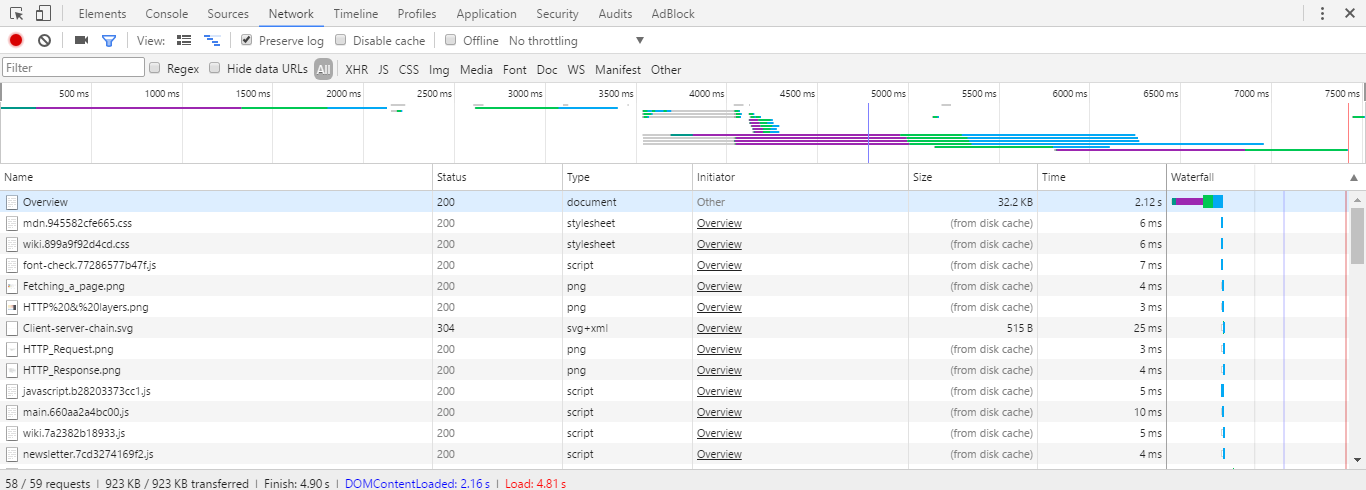 Elements Console Sources Network Timeline Profiles Application Security Audits AdBlock
View: Preserve log Disable cache Offline No throttling
Filter Regex Hide data URLs All XHR JS CSS Img Media Font Doc WS Manifest Other
500 ms 1000 ms 1500 ms 2000 ms 2500 ms 3000 ms 3500 ms 4000 ms 4500 ms 5000 ms 5500 ms 6000 ms 6500 ms 7000 ms 7500 ms
Name Status Type Initiator Size Time Waterfall
Overview 200 document Other 32.2 KB 2.12 s
mdn.945582cfe665.css 200 stylesheet Overview (from disk cache) 6 ms
wiki.899a9f92d4cd.css 200 stylesheet Overview (from disk cache) 6 ms
font-check.77286577b47f.js 200 script Overview (from disk cache) 7 ms
Fetching_a_page.png 200 png Overview (from disk cache) 4 ms
HTTP%20&%20layers.png 200 png Overview (from disk cache) 3 ms
Client-server-chain.svg 304 svg+xml Overview 515 B 25 ms
HTTP_Request.png 200 png Overview (from disk cache) 3 ms
HTTP_Response.png 200 png Overview (from disk cache) 4 ms
javascript.b28203373cc1.js 200 script Overview (from disk cache) 5 ms
main.660aa2a4bc00.js 200 script Overview (from disk cache) 10 ms
wiki.7a2382b18933.js 200 script Overview (from disk cache) 5 ms
newsletter.7cd3274169f2.js 200 script Overview (from disk cache) 4 ms
58 / 59 requests | 923 KB / 923 KB transferred | Finish: 4.90 s | DOMContentLoaded: 2.16 s | Load: 4.81 s